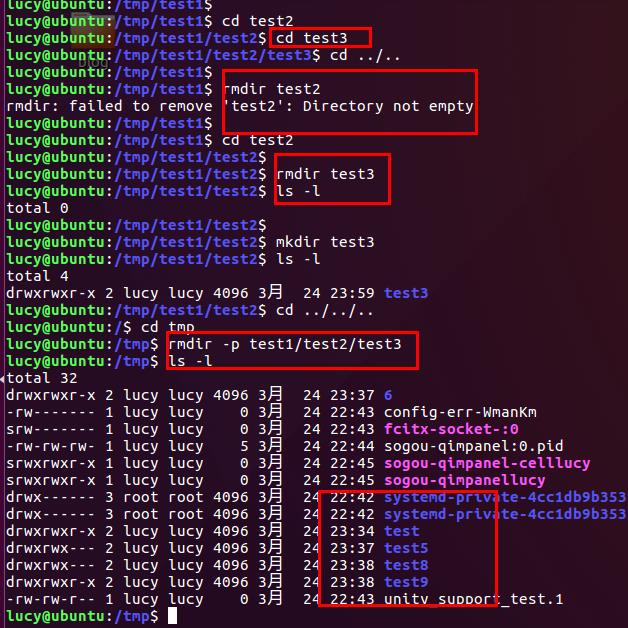 lucy@ubuntu:/tmp/test1$
lucy@ubuntu:/tmp/test1$ cd test2
lucy@ubuntu:/tmp/test1/test2$ cd test3
lucy@ubuntu:/tmp/test1/test2/test3$ cd ../..
lucy@ubuntu:/tmp/test1$
lucy@ubuntu:/tmp/test1$ rmdir test2
rmdir: failed to remove 'test2': Directory not empty
lucy@ubuntu:/tmp/test1$
lucy@ubuntu:/tmp/test1$ cd test2
lucy@ubuntu:/tmp/test1/test2$
lucy@ubuntu:/tmp/test1/test2$ rmdir test3
lucy@ubuntu:/tmp/test1/test2$ ls -l
total 0
lucy@ubuntu:/tmp/test1/test2$
lucy@ubuntu:/tmp/test1/test2$ mkdir test3
lucy@ubuntu:/tmp/test1/test2$ ls -l
total 4
drwxrwxr-x 2 lucy lucy 4096 3月  24 23:59 test3
lucy@ubuntu:/tmp/test1/test2$ cd ../../..
lucy@ubuntu:/$ cd tmp
lucy@ubuntu:/tmp$ rmdir -p test1/test2/test3
lucy@ubuntu:/tmp$ ls -l
total 32
drwxrwxr-x 2 lucy lucy 4096 3月  24 23:37 6
-rw------- 1 lucy lucy    0 3月  24 22:43 config-err-WmanKm
srw------- 1 lucy lucy    0 3月  24 22:43 fcitx-socket-:0
-rw-rw-rw- 1 lucy lucy    5 3月  24 22:44 sogou-qimpanel:0.pid
srwxrwxr-x 1 lucy lucy    0 3月  24 22:43 sogou-qimpanel-celllucy
srwxrwxr-x 1 lucy lucy    0 3月  24 22:43 sogou-qimpanellucy
drwx------ 3 root root 4096 3月  24 22:42 systemd-private-4cc1db9b353
drwx------ 3 root root 4096 3月  24 22:42 systemd-private-4cc1db9b353
drwxrwxr-x 2 lucy lucy 4096 3月  24 23:34 test
drwxrwx--- 2 lucy lucy 4096 3月  24 23:37 test5
drwxrwx--- 2 lucy lucy 4096 3月  24 23:38 test8
drwxrwxr-x 2 lucy lucy 4096 3月  24 23:38 test9
-rw-rw-r-- 1 lucy lucy    0 3月  24 22:43 unity_support_test.1
lucy@ubuntu:/tmp$